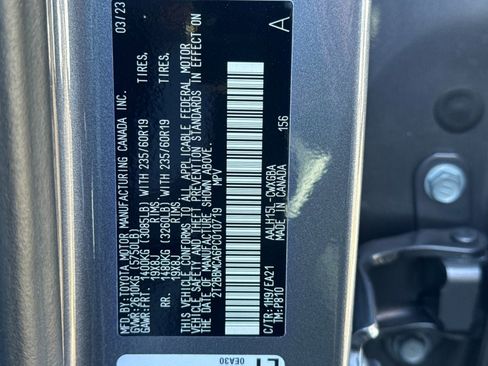 MFD.BY:TOYOTA MOTOR MANUFACTURING CANADA INC. 03/23
GVWR:2610KG (5750LB)
GAWR:FRT. 1400KG (3085LB) WITH 235/60R19 TIRES,
19X8J RIMS.
RR. 1480KG (3260LB) WITH 235/60R19 TIRES,
19X8J RIMS.
THIS VEHICLE CONFORMS TO ALL APPLICABLE FEDERAL MOTOR
VEHICLE SAFETY AND THEFT PREVENTION STANDARDS IN EFFECT ON
THE DATE OF MANUFACTURE SHOWN ABOVE.
MPV A
C/TR:1H9/EA21 AALH15L-CWXGBA
TM:P810 MADE IN CANADA 156
0EA30